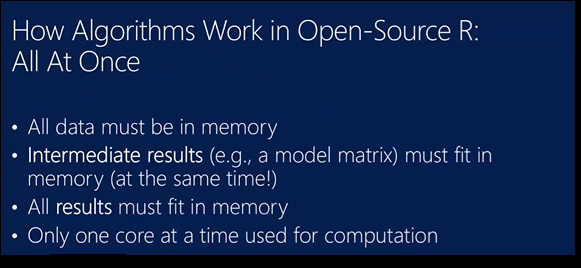 How Algorithms Work in Open-Source R:
All At Once
• All data must be in memory
• Intermediate results (e.g., a model matrix) must fit in
memory (at the same time!)
• All results must fit in memory
• Only one core at a time used for computation